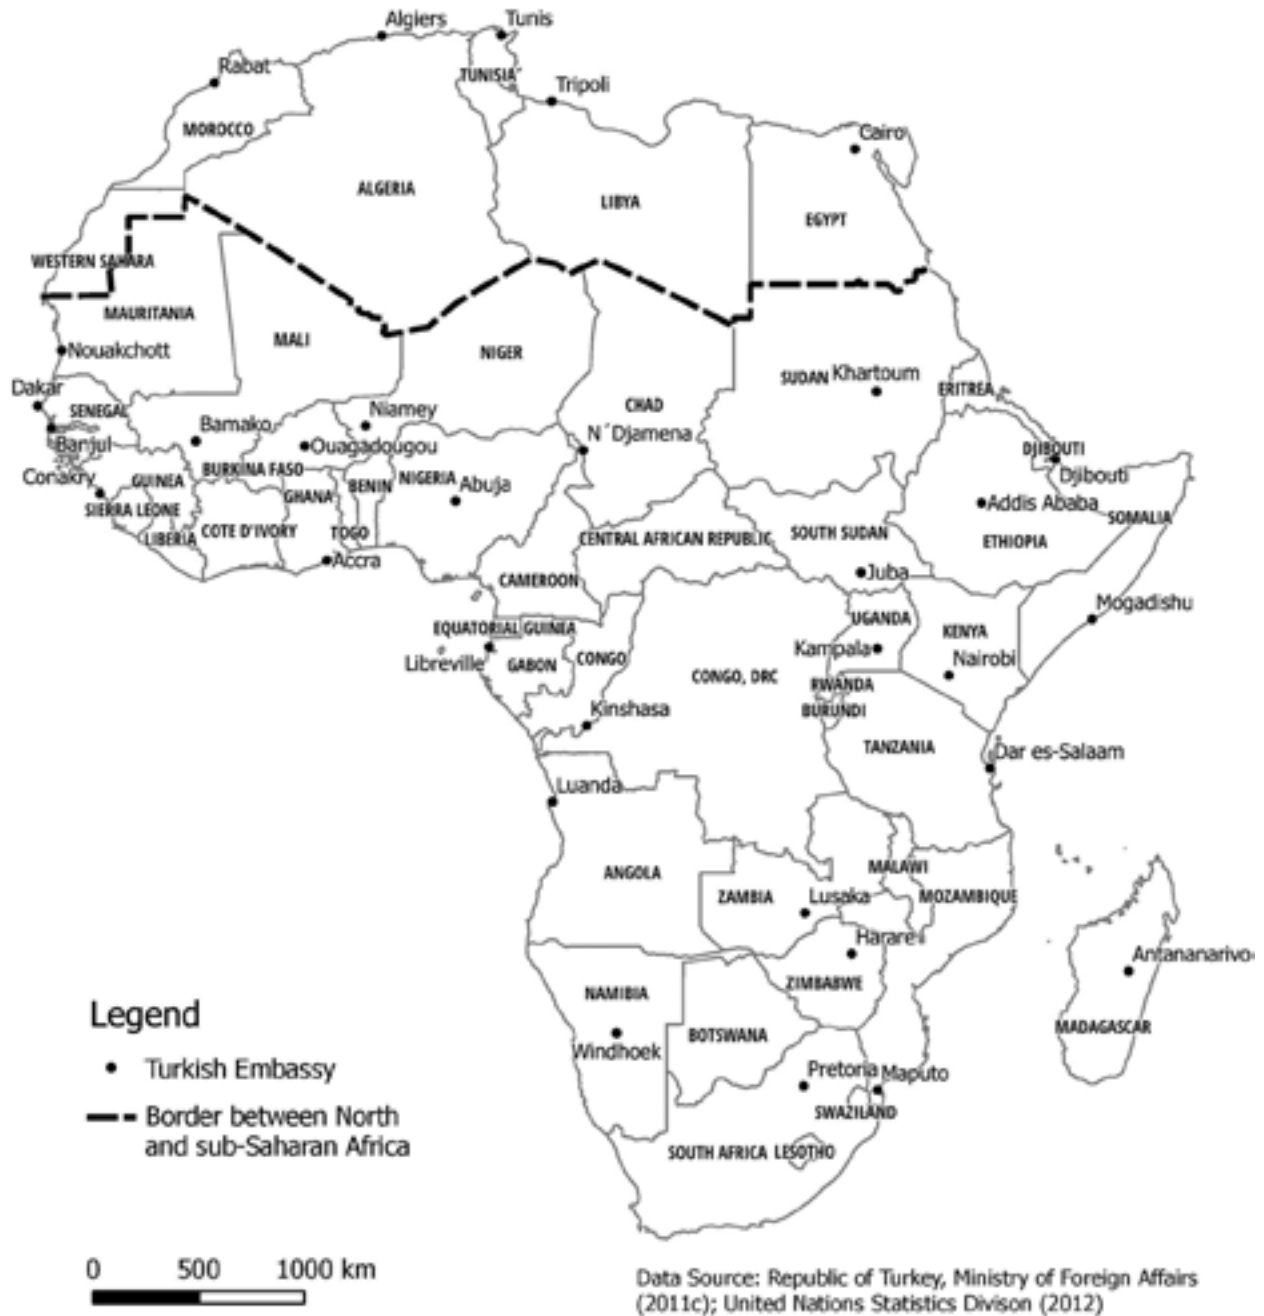 Algiers
Tunis
Rabat
TUNISIA
Tripoli
MOROCCO
Cairo
ALGERIA
LIBYA
EGYPT
WESTERN SAHARA
MAURITANIA
MALI
NIGER
Nouakchott
SUDAN Khartoum
Dakar
ERITREA
SENEGAL
CHAD
Niamey
Bamako
N´Djamena
Banjul
Ouagadougou
DJIBOUTI
Conakry
GUINEA
BURKINA FASO
BENIN
NIGERIA
Abuja
Djibouti
GHANA
Addis Ababa
SIERRA LEONE
SOMALIA
COTE D'IVORY
TOGO
LIBERIA
CENTRAL AFRICAN REPUBLIC
SOUTH SUDAN
ETHIOPIA
Accra
CAMEROON
Juba
Mogadishu
UGANDA
EQUATORIAL GUINEA
KENYA
Kampala
Libreville
GABON
CONGO
Nairobi
CONGO, DRC
RWANDA
Kinshasa
BURUNDI
TANZANIA
Dar es-Salaam
Luanda
ANGOLA
MALAWI
ZAMBIA
Lusaka
MOZAMBIQUE
Harare
Antananarivo
ZIMBABWE
NAMIBIA
BOTSWANA
MADAGASCAR
Windhoek
Pretoria
Maputo
SWAZILAND
SOUTH AFRICA
LESOTHO
Legend
Turkish Embassy
Border between North
and sub-Saharan Africa
0 500 1000 km
Data Source: Republic of Turkey, Ministry of Foreign Affairs
(2011c); United Nations Statistics Divison (2012)